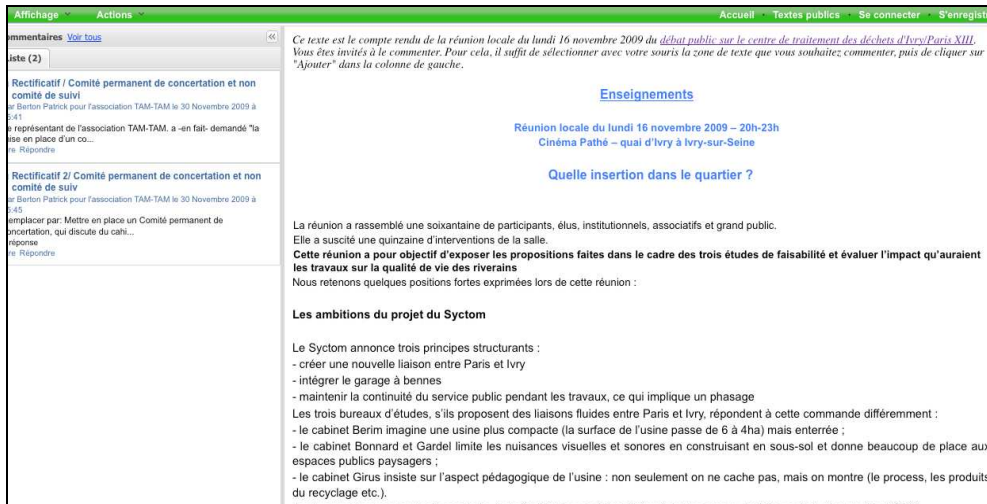 Affichage Actions Accueil Textes publics Se connecter S'enregist
ommentaires Voir tous
iste (2)
Rectificatif / Comité permanent de concertation et non
comité de suivi
ar Berton Patrick pour l'association TAM-TAM le 30 Novembre 2009 à
5:41
e représentant de l'association TAM-TAM. a -en fait- demandé "la
ise en place d'un co...
re Répondre
Rectificatif 2/ Comité permanent de concertation et non
comité de suiv
ar Berton Patrick pour l'association TAM-TAM le 30 Novembre 2009 à
5:45
emplacer par: Mettre en place un Comité permanent de
oncertation, qui discute du cahi...
réponse
re Répondre
Ce texte est le compte rendu de la réunion locale du lundi 16 novembre 2009 du débat public sur le centre de traitement des déchets d'Ivry/Paris XIII.
Vous êtes invités à le commenter. Pour cela, il suffit de sélectionner avec votre souris la zone de texte que vous souhaitez commenter, puis de cliquer sur
"Ajouter" dans la colonne de gauche.
Enseignements
Réunion locale du lundi 16 novembre 2009 – 20h-23h
Cinéma Pathé – quai d'Ivry à Ivry-sur-Seine
Quelle insertion dans le quartier ?
La réunion a rassemblé une soixantaine de participants, élus, institutionnels, associatifs et grand public.
Elle a suscité une quinzaine d'interventions de la salle.
Cette réunion a pour objectif d'exposer les propositions faites dans le cadre des trois études de faisabilité et évaluer l'impact qu'auraient
les travaux sur la qualité de vie des riverains
Nous retenons quelques positions fortes exprimées lors de cette réunion :
Les ambitions du projet du Syctom
Le Syctom annonce trois principes structurants :
- créer une nouvelle liaison entre Paris et Ivry
- intégrer le garage à bennes
- maintenir la continuité du service public pendant les travaux, ce qui implique un phasage
Les trois bureaux d'études, s'ils proposent des liaisons fluides entre Paris et Ivry, répondent à cette commande différemment :
- le cabinet Berim imagine une usine plus compacte (la surface de l'usine passe de 6 à 4ha) mais enterrée ;
- le cabinet Bonnard et Gardel limite les nuisances visuelles et sonores en construisant en sous-sol et donne beaucoup de place aux
espaces publics paysagers ;
- le cabinet Girus insiste sur l'aspect pédagogique de l'usine : non seulement on ne cache pas, mais on montre (le process, les produits
du recyclage etc.).